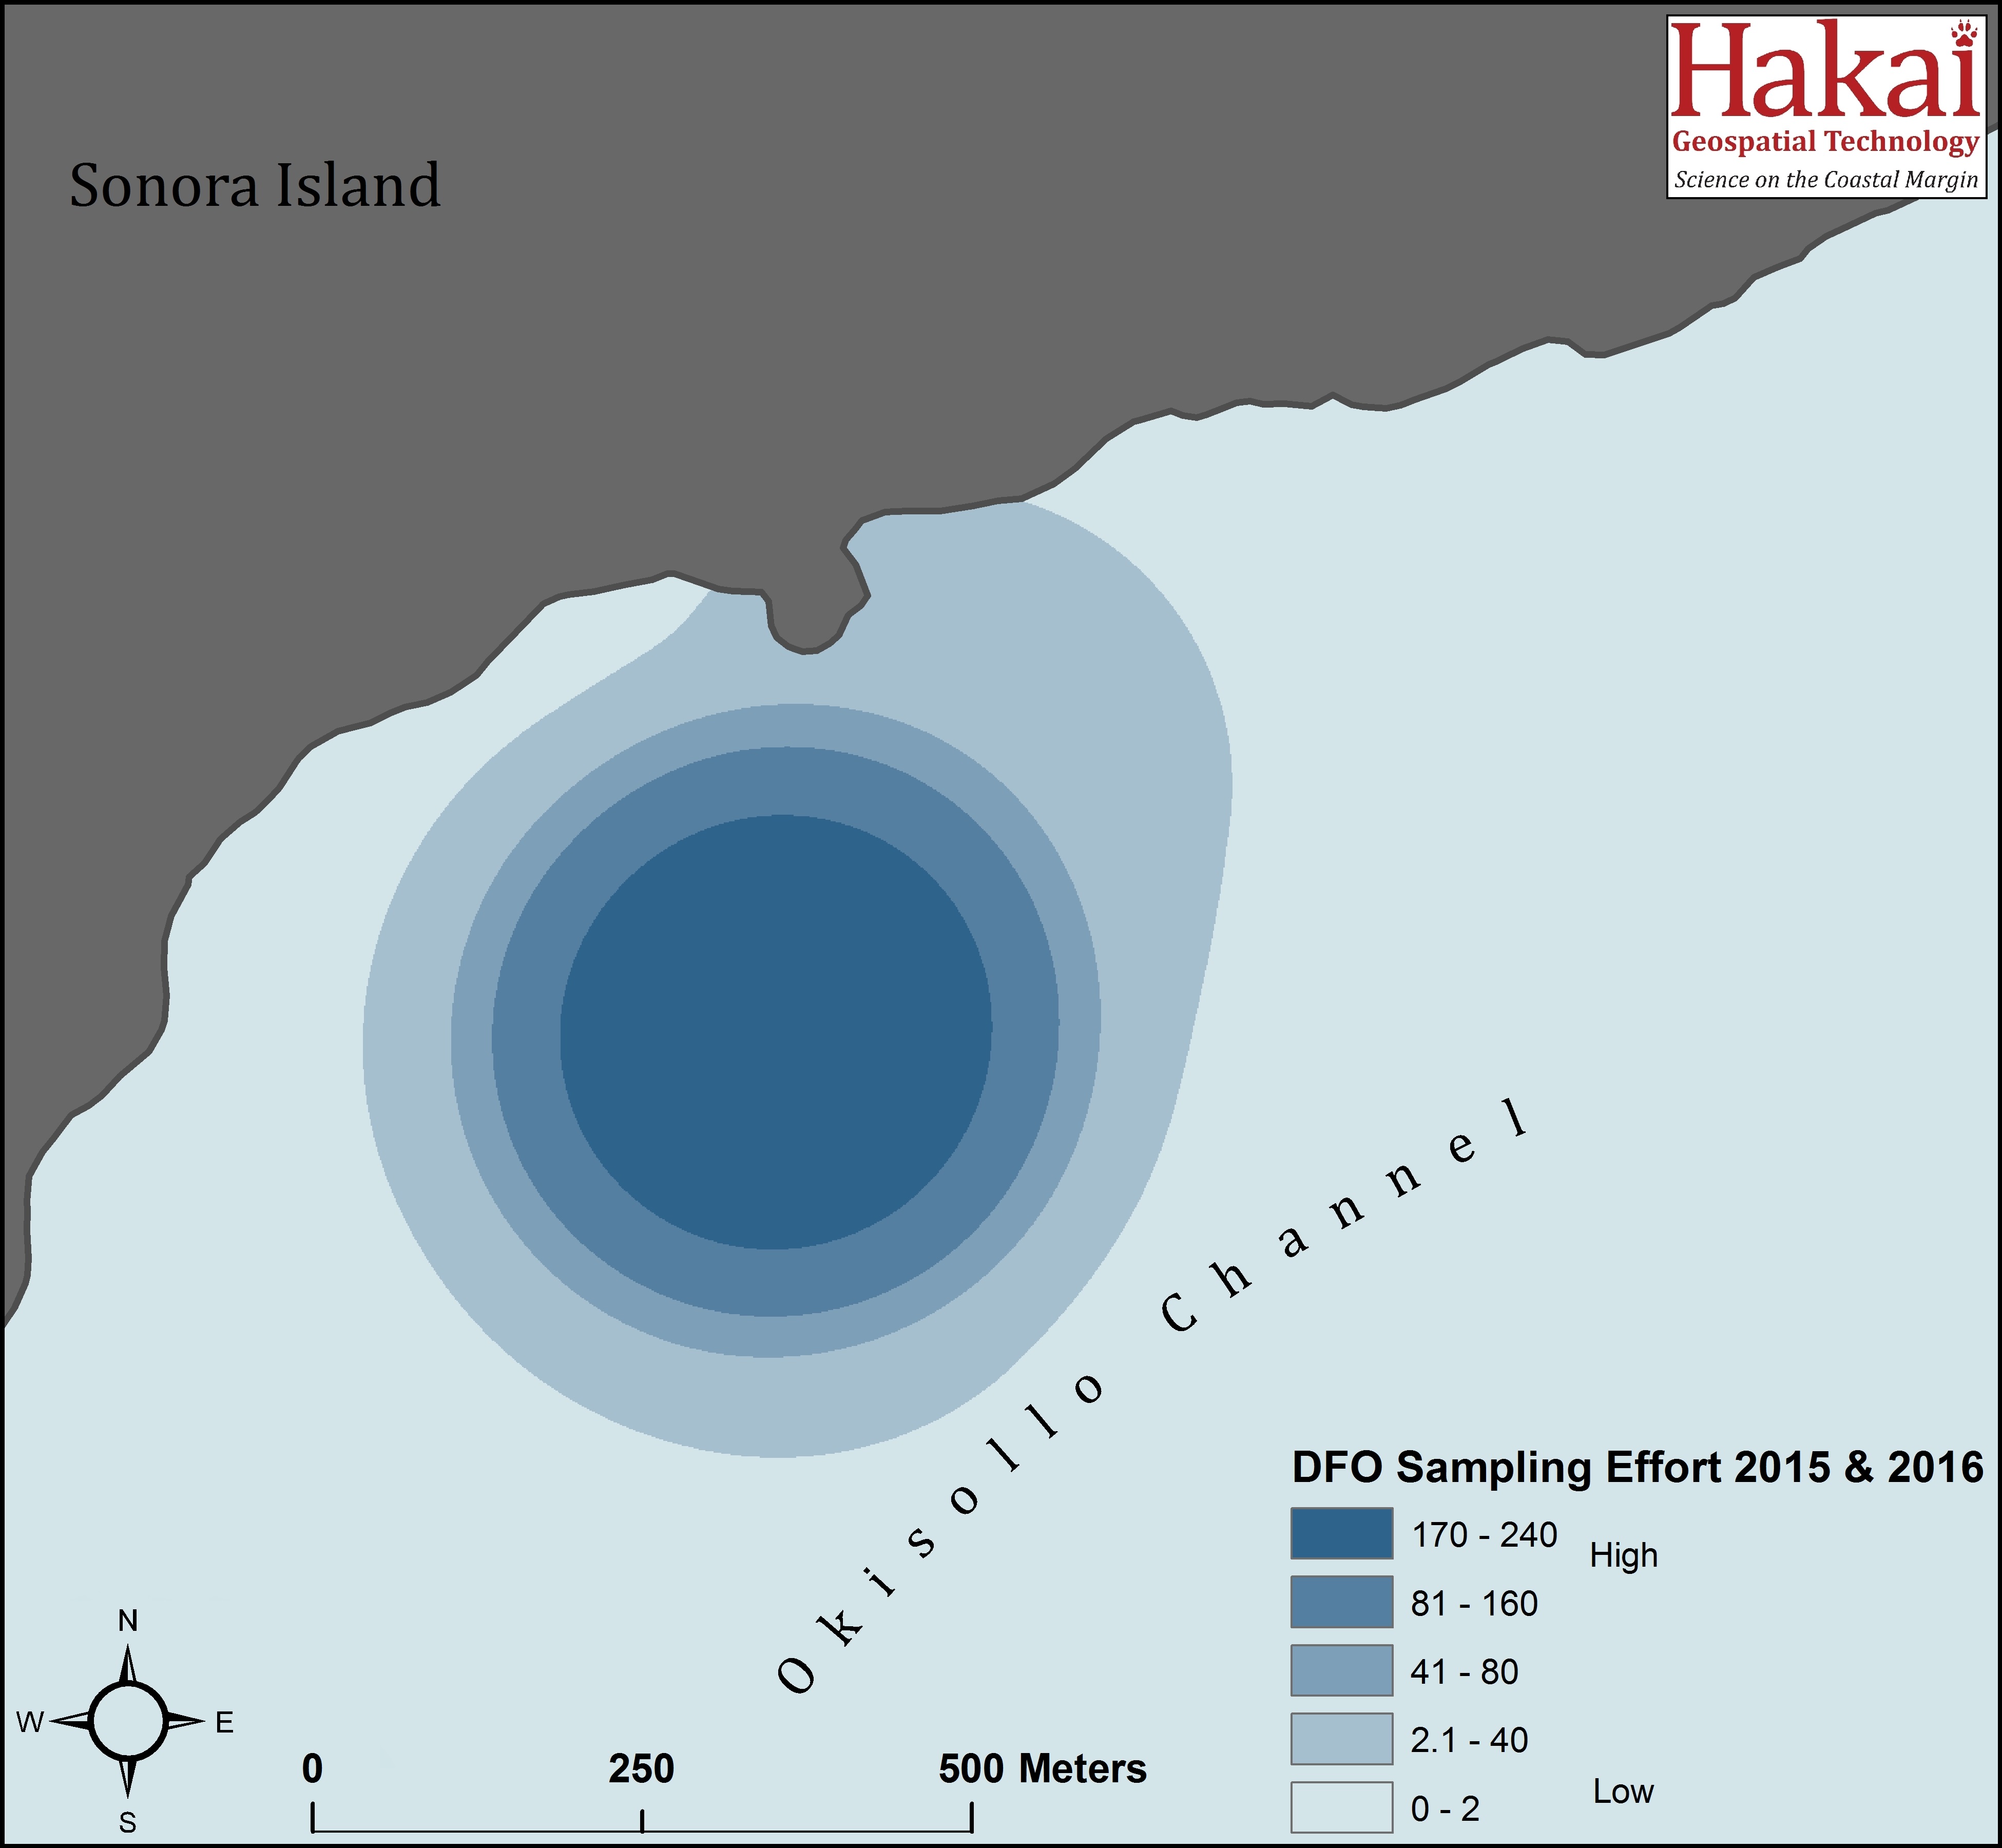 Hakai
Geospatial Technology
Science on the Coastal Margin
Sonora Island
Okisollo Channel
DFO Sampling Effort 2015 & 2016
170 - 240
High
81 - 160
41 - 80
2.1 - 40
Low
0 - 2
N
W
E
S
0
250
500 Meters